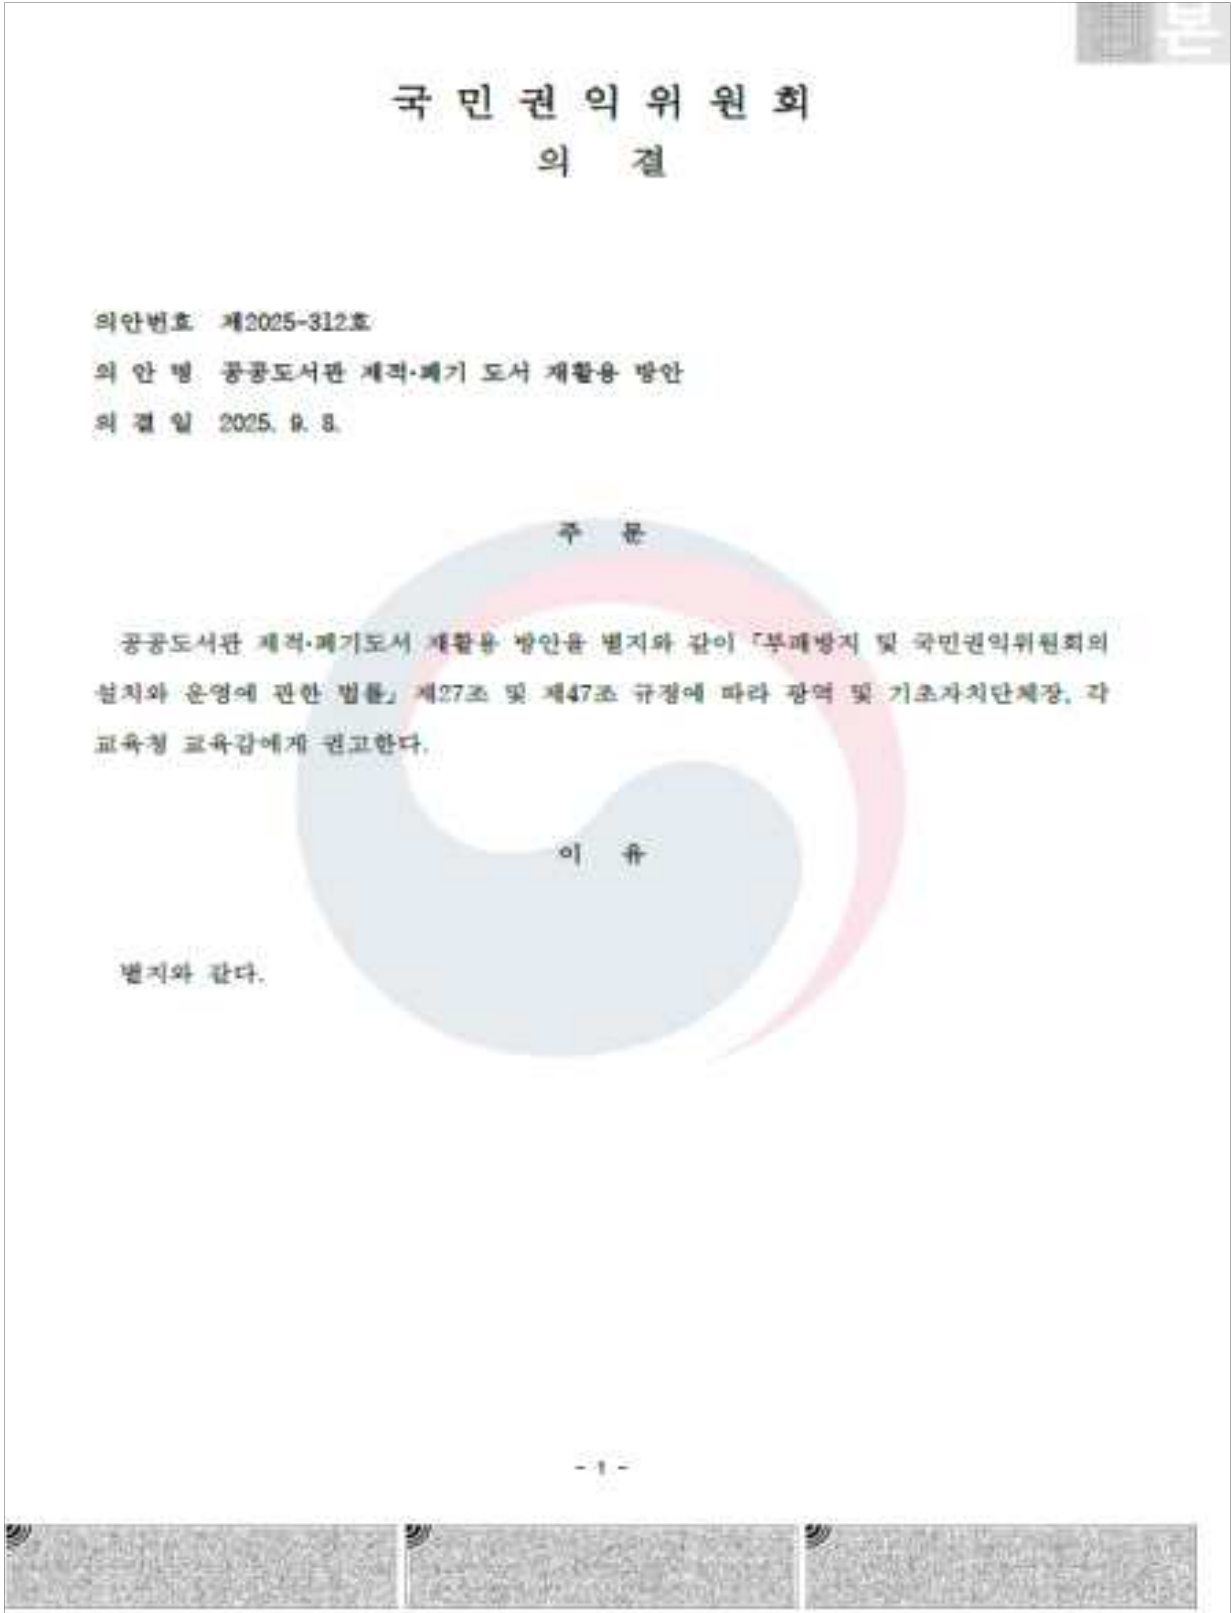 본
국 민 권 익 위 원 회
의 결
의안번호 제2025-312호
의 안 명 공공도서관 제적·폐기 도서 재활용 방안
의 결 일 2025. 9. 8.
주 문
공공도서관 제적·폐기도서 재활용 방안을 별지와 같이 「부패방지 및 국민권익위원회의
설치와 운영에 관한 법률」 제27조 및 제47조 규정에 따라 광역 및 기초자치단체장, 각
교육청 교육감에게 권고한다.
이 유
별지와 같다.
- 1 -